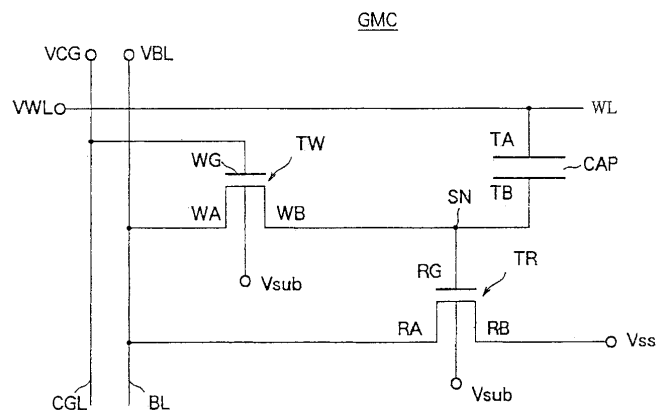 GMC
VCG VBL
VWL WL
WG TW TA CAP
TB
WA WB SN
Vsub RG TR
RA RB Vss
Vsub
CGL BL